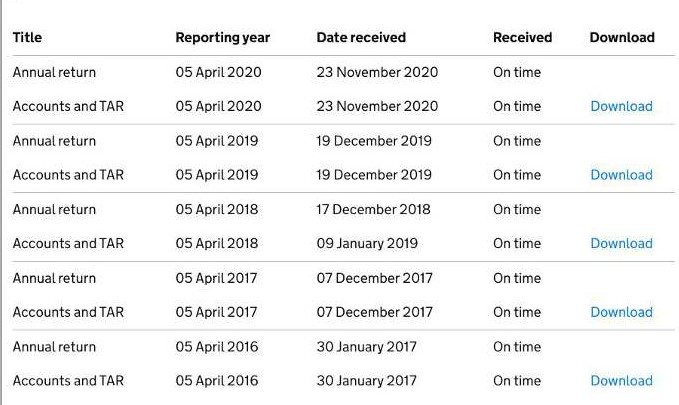 Title Reporting year Date received Received Download
Annual return 05 April 2020 23 November 2020 On time
Accounts and TAR 05 April 2020 23 November 2020 On time Download
Annual return 05 April 2019 19 December 2019 On time
Accounts and TAR 05 April 2019 19 December 2019 On time Download
Annual return 05 April 2018 17 December 2018 On time
Accounts and TAR 05 April 2018 09 January 2019 On time Download
Annual return 05 April 2017 07 December 2017 On time
Accounts and TAR 05 April 2017 07 December 2017 On time Download
Annual return 05 April 2016 30 January 2017 On time
Accounts and TAR 05 April 2016 30 January 2017 On time Download